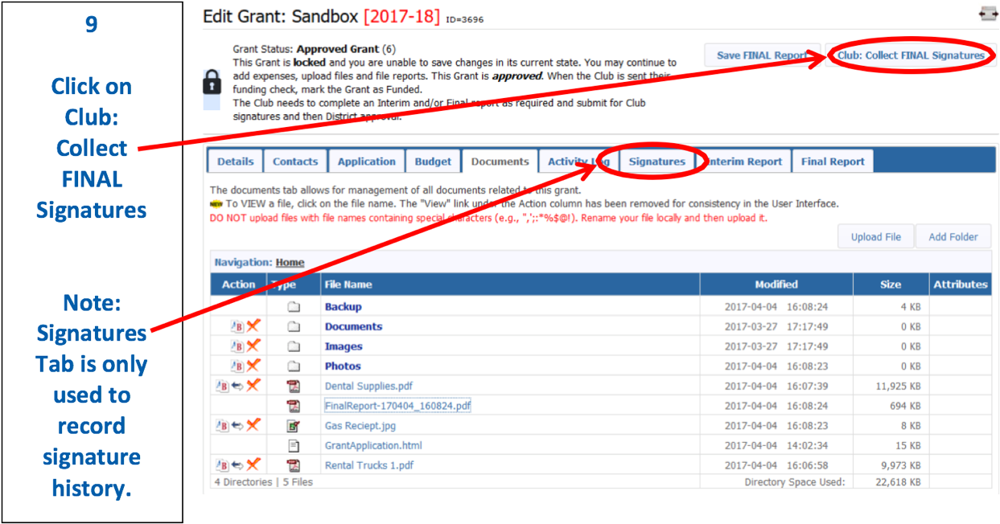 9
Click on
Club:
Collect
FINAL
Signatures
Note:
Signatures
Tab is only
used to
record
signature
history.
Edit Grant: Sandbox [2017-18] ID=3696
Grant Status: Approved Grant (6)
This Grant is locked and you are unable to save changes in its current state. You may continue to
add expenses, upload files and file reports. This Grant is approved. When the Club is sent their
funding check, mark the Grant as Funded.
The Club needs to complete an Interim and/or Final report as required and submit for Club
signatures and then District approval.
Save FINAL Report Club: Collect FINAL Signatures
Details Contacts Application Budget Documents Activity Log Signatures Interim Report Final Report
The documents tab allows for management of all documents related to this grant.
NEW To VIEW a file, click on the file name. The "View" link under the Action column has been removed for consistency in the User Interface.
DO NOT upload files with file names containing special characters (e.g., ",';:*%$@!). Rename your file locally and then upload it.
Upload File Add Folder
Navigation: Home
Action Type File Name Modified Size Attributes
Backup 2017-04-04 16:08:24 4 KB
Documents 2017-03-27 17:17:49 0 KB
Images 2017-03-27 17:17:49 0 KB
Photos 2017-04-04 16:08:23 0 KB
Dental Supplies.pdf 2017-04-04 16:07:39 11,925 KB
FinalReport-170404_160824.pdf 2017-04-04 16:08:24 694 KB
Gas Reciept.jpg 2017-04-04 16:08:23 8 KB
GrantApplication.html 2017-04-04 14:02:34 15 KB
Rental Trucks 1.pdf 2017-04-04 16:06:58 9,973 KB
4 Directories | 5 Files Directory Space Used: 22,618 KB